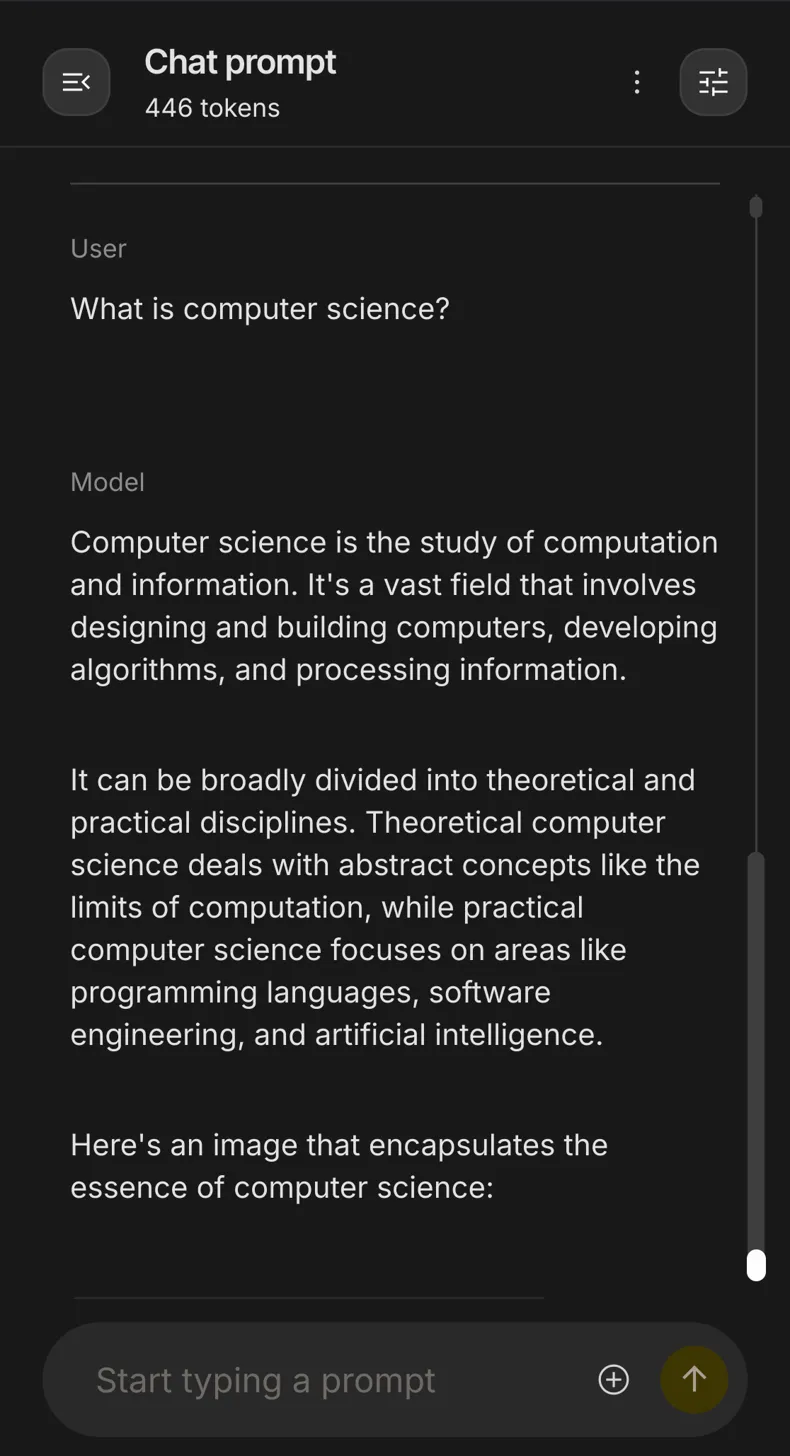 Chat prompt
446 tokens
User
What is computer science?
Model
Computer science is the study of computation
and information. It's a vast field that involves
designing and building computers, developing
algorithms, and processing information.
It can be broadly divided into theoretical and
practical disciplines. Theoretical computer
science deals with abstract concepts like the
limits of computation, while practical
computer science focuses on areas like
programming languages, software
engineering, and artificial intelligence.
Here's an image that encapsulates the
essence of computer science:
Start typing a prompt